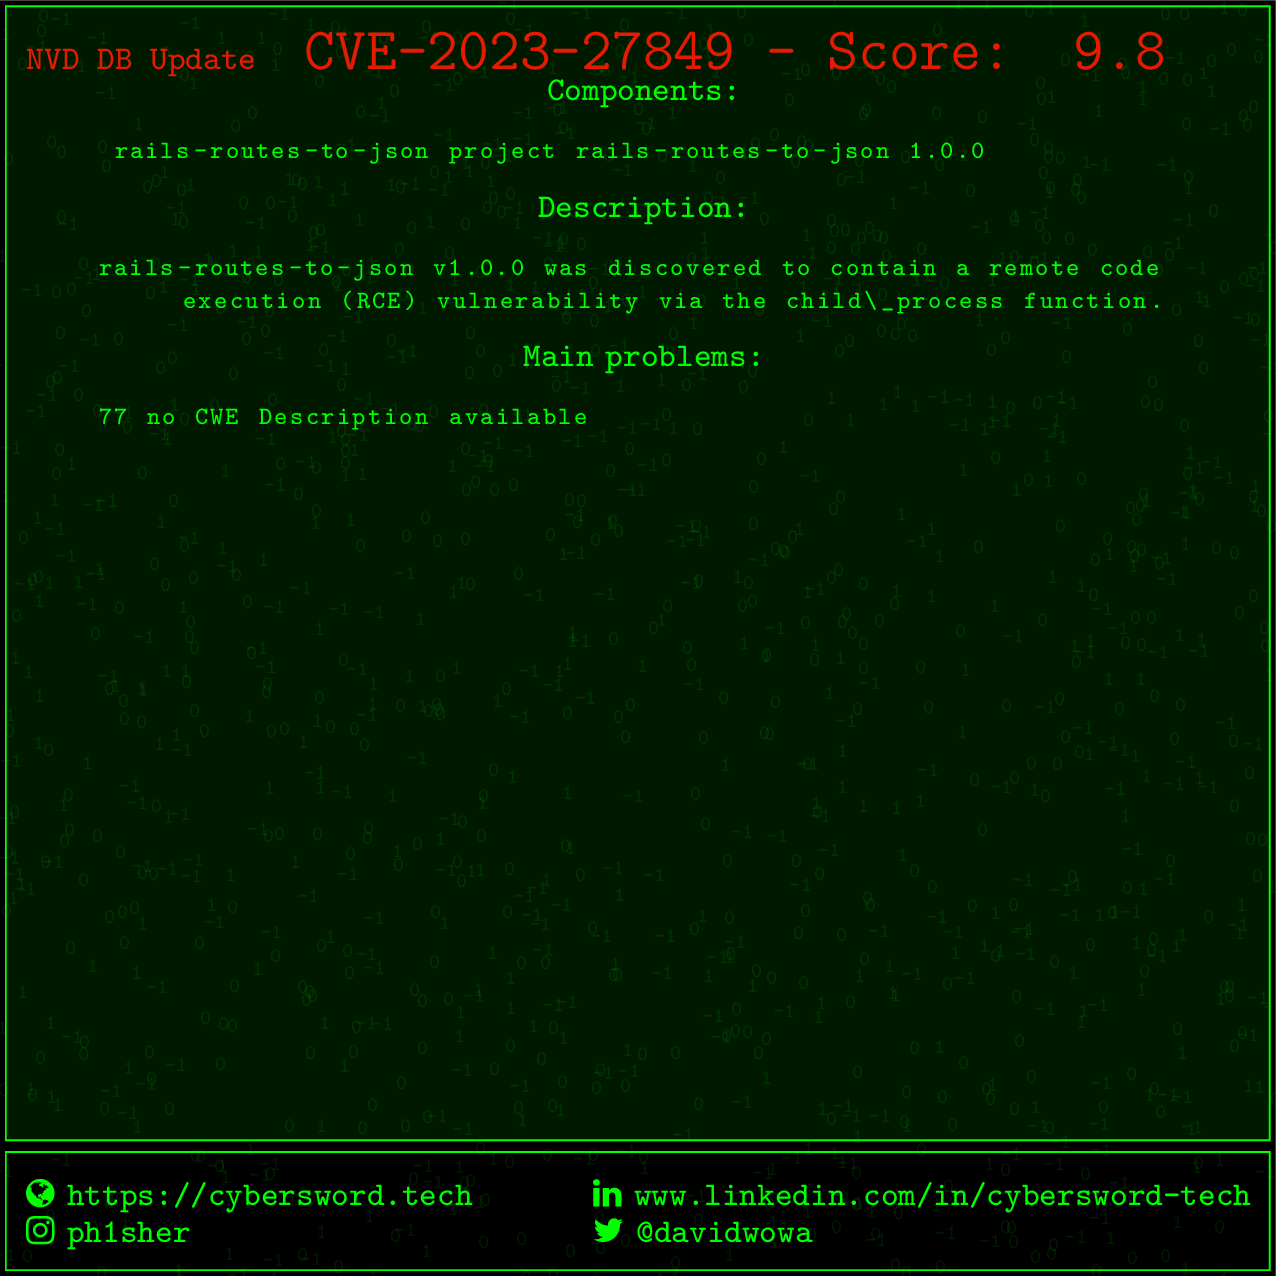 NVD DB Update CVE-2023-27849 - Score: 9.8
Components:
rails-routes-to-json project rails-routes-to-json 1.0.0
Description:
rails-routes-to-json v1.0.0 was discovered to contain a remote code
execution (RCE) vulnerability via the child\_process function.
Main problems:
77 no CWE Description available
https://cybersword.tech
www.linkedin.com/in/cybersword-tech
ph1sher
@davidwowa